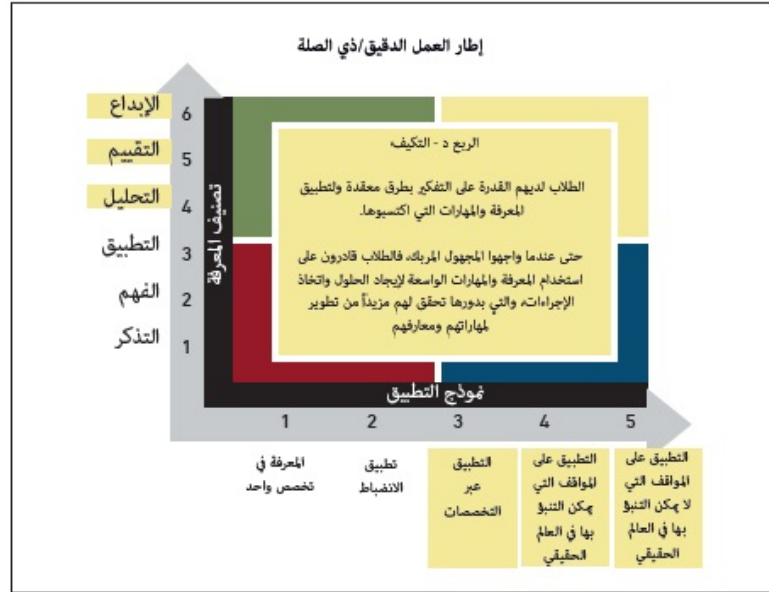 إطار العمل الدقيق/ذي الصلة
الإبداع
6
التقييم
5
التحليل
4
التطبيق
3
الفهم
2
التذكر
1
تصنيف المعرفة
الربع د - التكيف:
الطلاب لديهم القدرة على التفكير بطرق معقدة ولتطبيق
المعرفة والمهارات التي اكتسبوها.
حتى عندما واجهوا المجهول المربك، فالطلاب قادرون على
استخدام المعرفة والمهارات الواسعة لإيجاد الحلول واتخاذ
الإجراءات، والتي بدورها تحقق لهم مزيداً من تطوير
لمهاراتهم ومعارفهم
نموذج التطبيق
1
2
3
4
5
المعرفة في
تخصص واحد
تطبيق
الانضباط
التطبيق
عبر
التخصصات
التطبيق على
المواقف التي
يمكن التنبؤ
بها في العالم
الحقيقي
التطبيق على
المواقف التي
لا يمكن التنبؤ
بها في العالم
الحقيقي